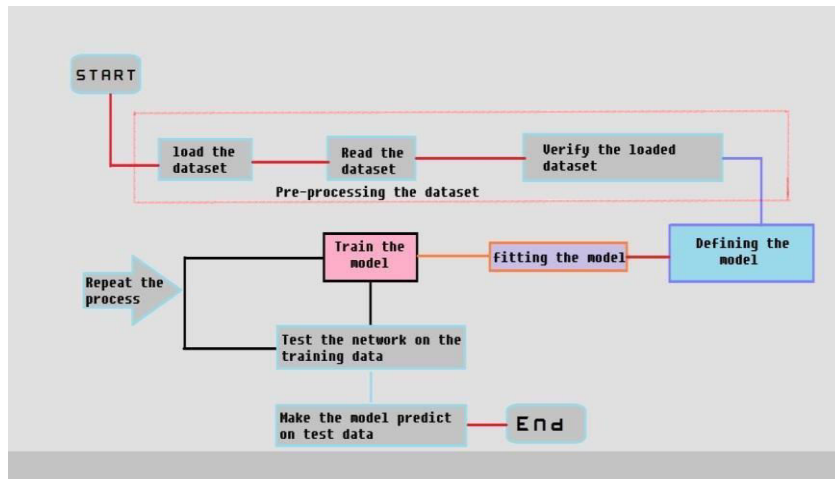 START
load the
dataset
Read the
dataset
Verify the loaded
dataset
Pre-processing the dataset
Train the
model
fitting the model
Defining the
model
Repeat the
process
Test the network on the
training data
Make the model predict
on test data
End